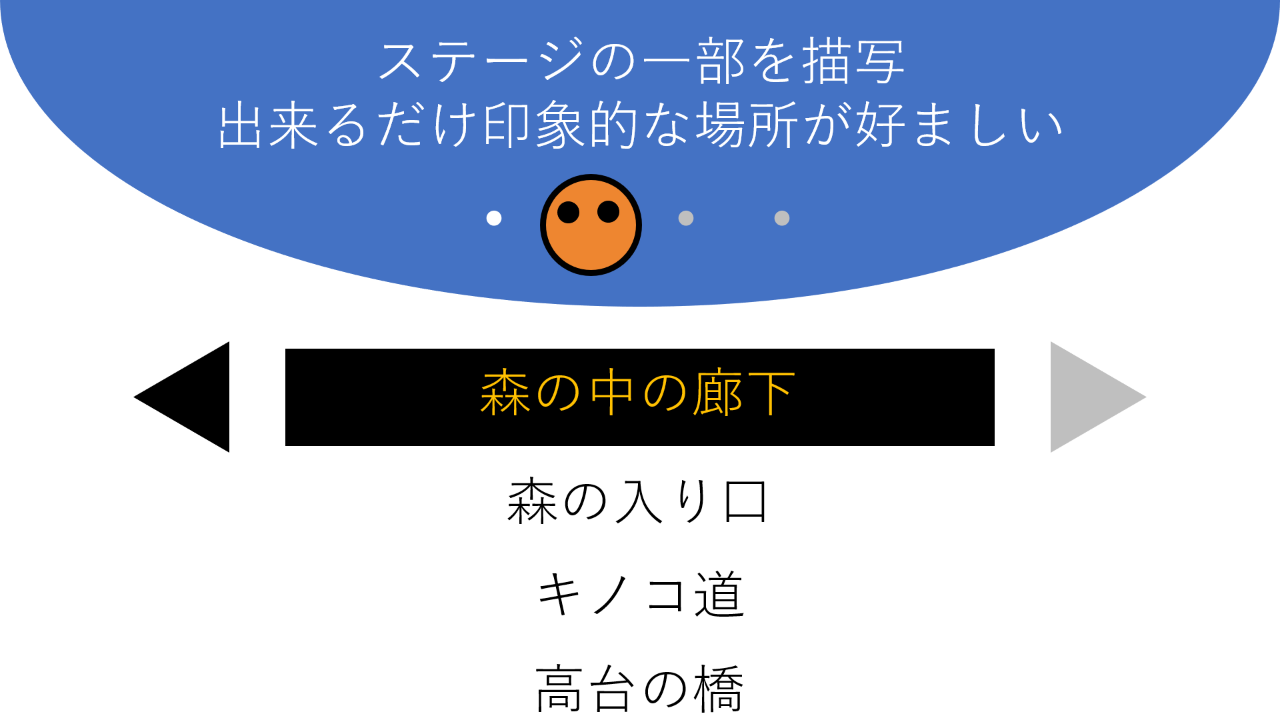 ステージの一部を描写
出来るだけ印象的な場所が好ましい
森の中の廊下
森の入り口
キノコ道
高台の橋